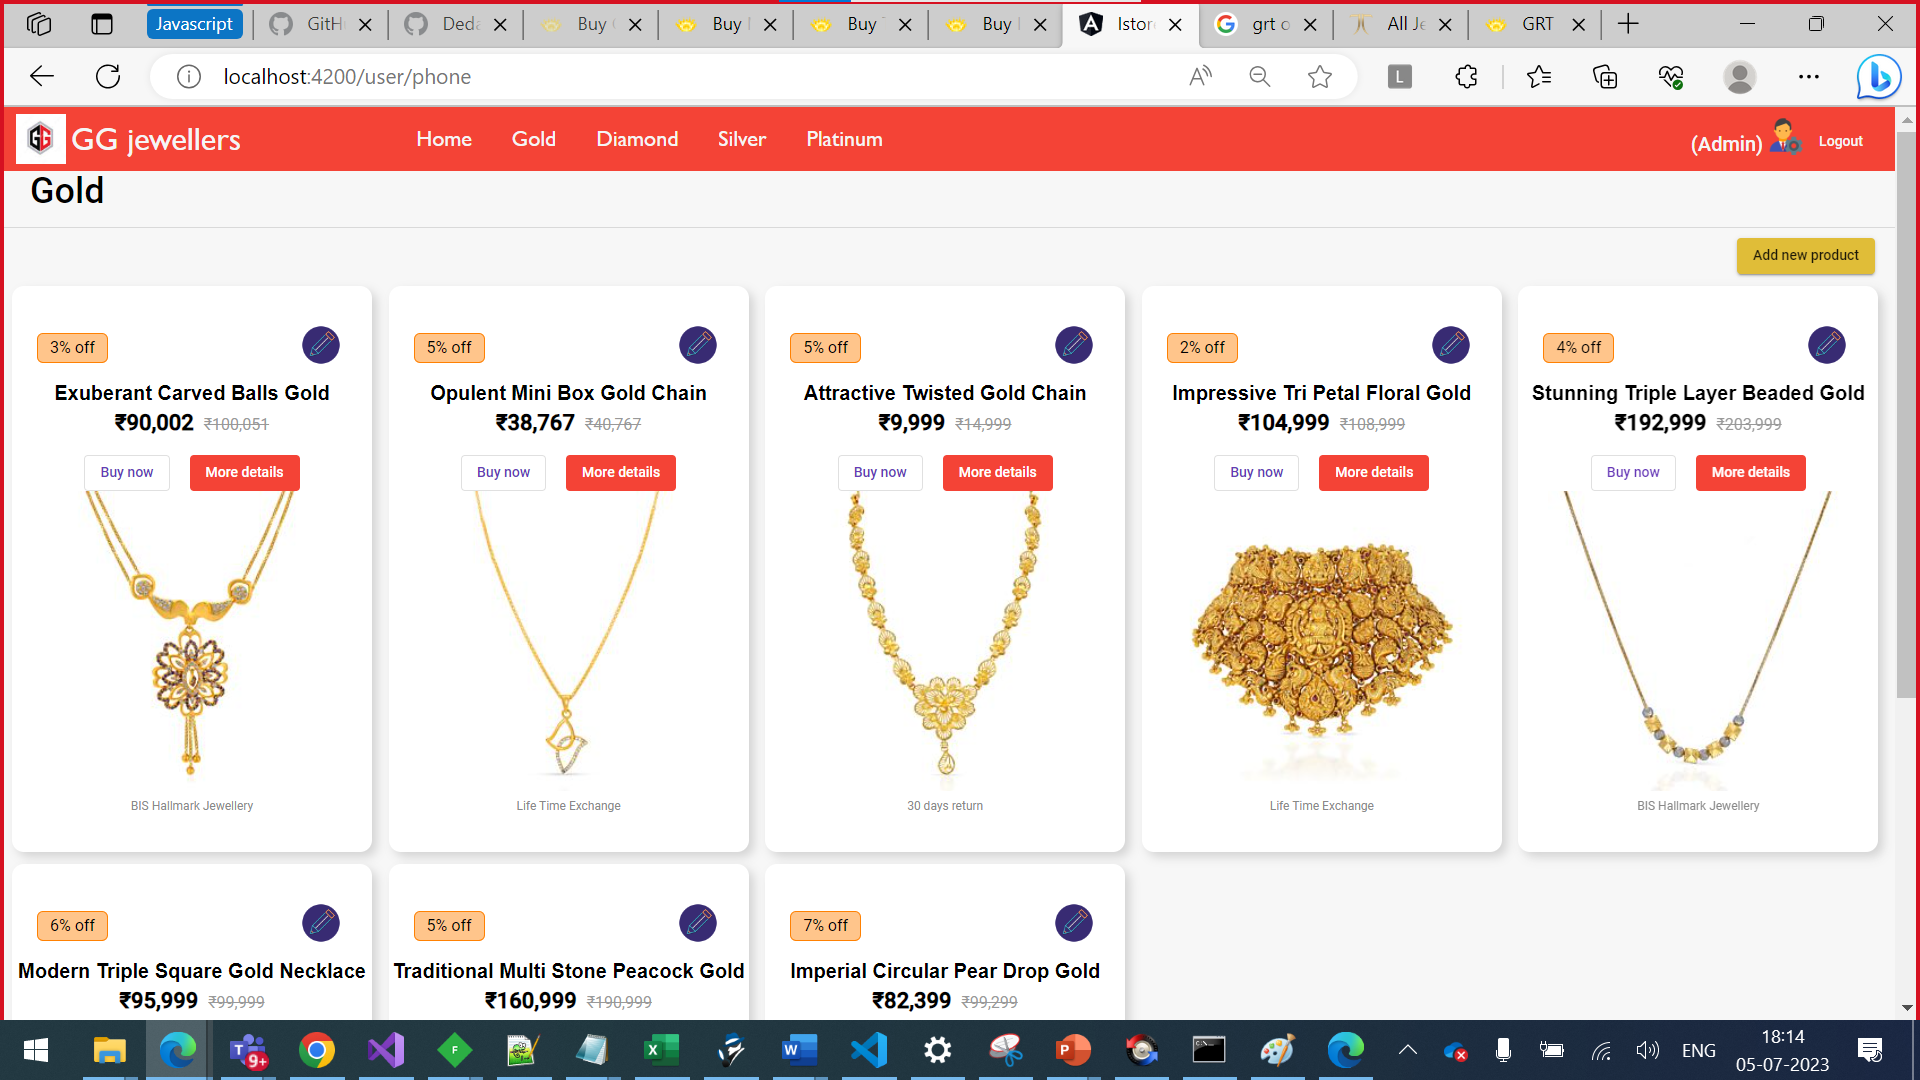 Javascript GitH Deda Buy Buy Buy Buy Istor grt o All Je GRT
localhost:4200/user/phone
L
GG jewellers Home Gold Diamond Silver Platinum (Admin) Logout
Gold
Add new product
3% off
Exuberant Carved Balls Gold
₹90,002 ₹100,051
Buy now More details
BIS Hallmark Jewellery
5% off
Opulent Mini Box Gold Chain
₹38,767 ₹40,767
Buy now More details
Life Time Exchange
5% off
Attractive Twisted Gold Chain
₹9,999 ₹14,999
Buy now More details
30 days return
2% off
Impressive Tri Petal Floral Gold
₹104,999 ₹108,999
Buy now More details
Life Time Exchange
4% off
Stunning Triple Layer Beaded Gold
₹192,999 ₹203,999
Buy now More details
BIS Hallmark Jewellery
6% off
Modern Triple Square Gold Necklace
₹95,999 ₹99,999
5% off
Traditional Multi Stone Peacock Gold
₹160,999 ₹190,999
7% off
Imperial Circular Pear Drop Gold
₹82,399 ₹99,299
9+
ENG
18:14
05-07-2023